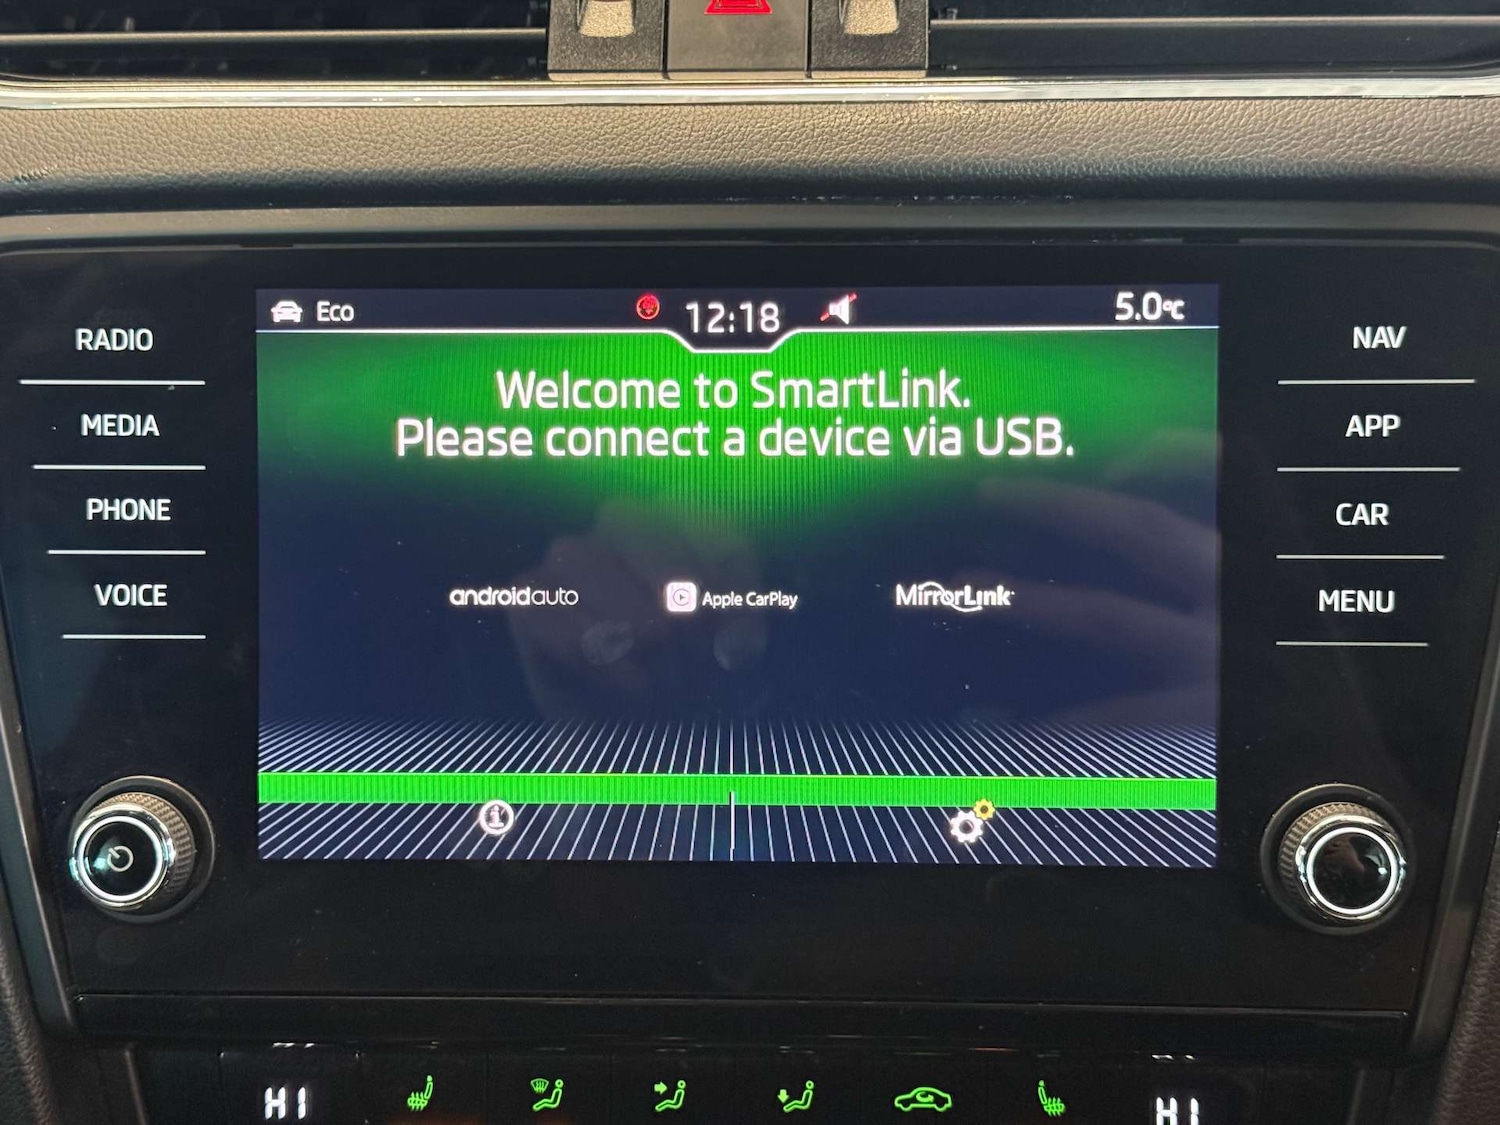 Eco 12:18 5.0°C
RADIO
MEDIA
PHONE
VOICE
Welcome to SmartLink.
Please connect a device via USB.
androidauto Apple CarPlay MirrorLink
NAV
APP
CAR
MENU
HI HI